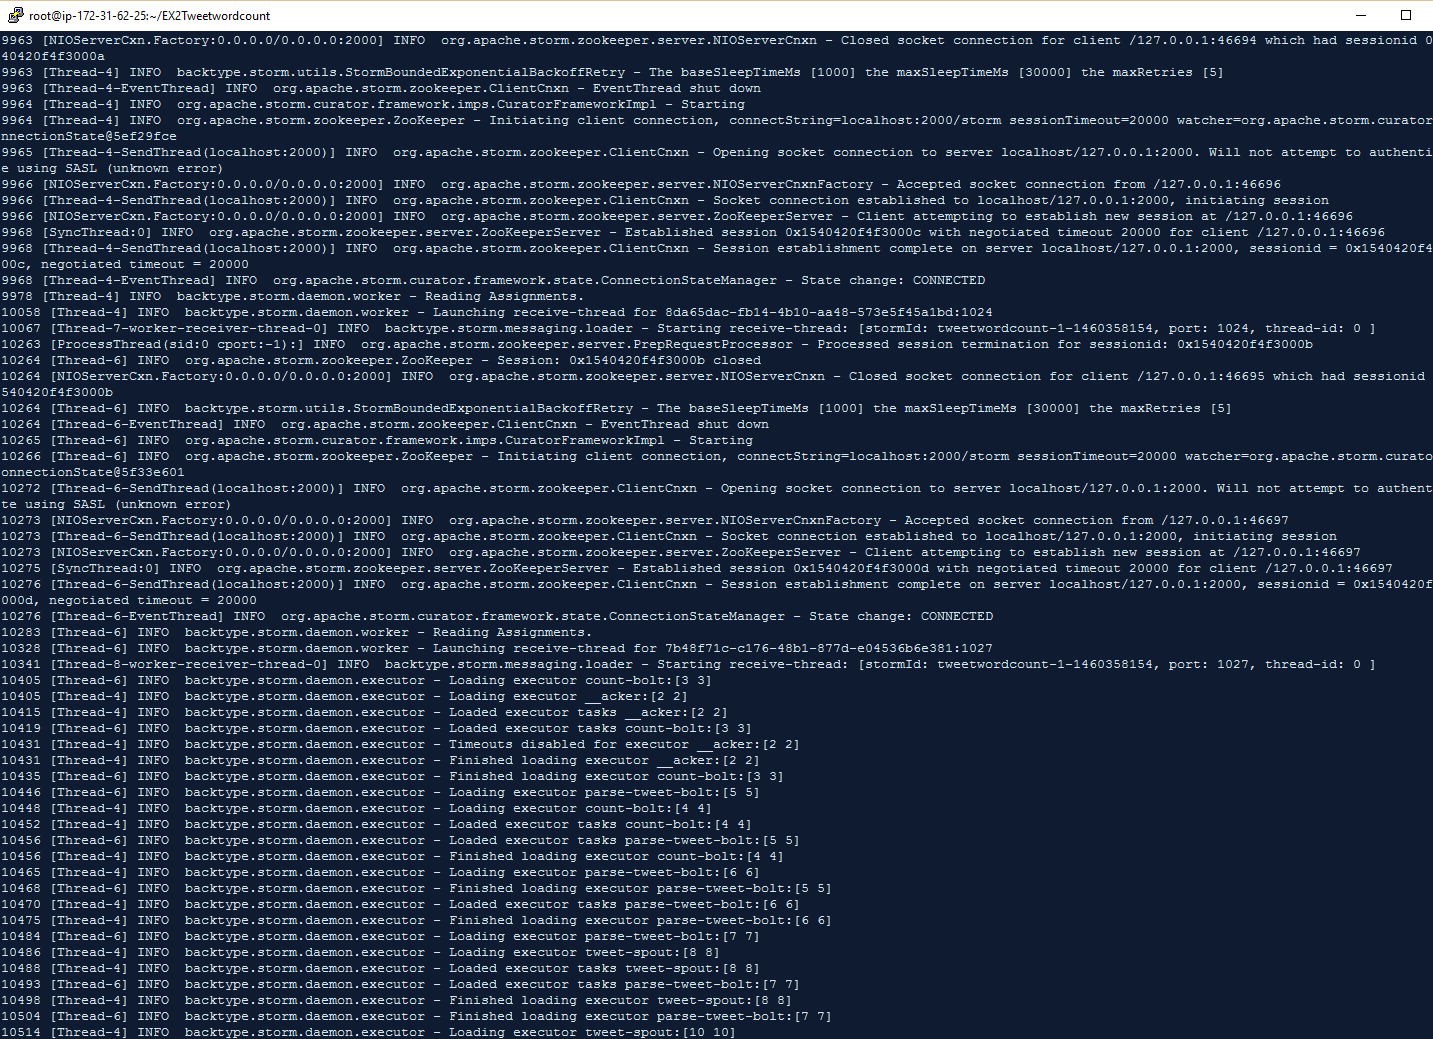 root@ip-172-31-62-25:~/EX2Tweetwordcount
9963 [NIOServerCxn.Factory:0.0.0.0/0.0.0.0:2000] INFO  org.apache.storm.zookeeper.server.NIOServerCnxn - Closed socket connection for client /127.0.0.1:46694 which had sessionid 0
40420f4f3000a
9963 [Thread-4] INFO  backtype.storm.utils.StormBoundedExponentialBackoffRetry - The baseSleepTimeMs [1000] the maxSleepTimeMs [30000] the maxRetries [5]
9963 [Thread-4-EventThread] INFO  org.apache.storm.zookeeper.ClientCnxn - EventThread shut down
9964 [Thread-4] INFO  org.apache.storm.curator.framework.imps.CuratorFrameworkImpl - Starting
9964 [Thread-4] INFO  org.apache.storm.zookeeper.ZooKeeper - Initiating client connection, connectString=localhost:2000/storm sessionTimeout=20000 watcher=org.apache.storm.curator
nnectionState@5ef29fce
9965 [Thread-4-SendThread(localhost:2000)] INFO  org.apache.storm.zookeeper.ClientCnxn - Opening socket connection to server localhost/127.0.0.1:2000. Will not attempt to authenti
e using SASL (unknown error)
9966 [NIOServerCxn.Factory:0.0.0.0/0.0.0.0:2000] INFO  org.apache.storm.zookeeper.server.NIOServerCnxnFactory - Accepted socket connection from /127.0.0.1:46696
9966 [Thread-4-SendThread(localhost:2000)] INFO  org.apache.storm.zookeeper.ClientCnxn - Socket connection established to localhost/127.0.0.1:2000, initiating session
9966 [NIOServerCxn.Factory:0.0.0.0/0.0.0.0:2000] INFO  org.apache.storm.zookeeper.server.ZooKeeperServer - Client attempting to establish new session at /127.0.0.1:46696
9968 [SyncThread:0] INFO  org.apache.storm.zookeeper.server.ZooKeeperServer - Established session 0x1540420f4f3000c with negotiated timeout 20000 for client /127.0.0.1:46696
9968 [Thread-4-SendThread(localhost:2000)] INFO  org.apache.storm.zookeeper.ClientCnxn - Session establishment complete on server localhost/127.0.0.1:2000, sessionid = 0x1540420f4
00c, negotiated timeout = 20000
9968 [Thread-4-EventThread] INFO  org.apache.storm.curator.framework.state.ConnectionStateManager - State change: CONNECTED
9978 [Thread-4] INFO  backtype.storm.daemon.worker - Reading Assignments.
10058 [Thread-4] INFO  backtype.storm.daemon.worker - Launching receive-thread for 8da65dac-fb14-4b10-aa48-573e5f45a1bd:1024
10067 [Thread-7-worker-receiver-thread-0] INFO  backtype.storm.messaging.loader - Starting receive-thread: [stormId: tweetwordcount-1-1460358154, port: 1024, thread-id: 0 ]
10263 [ProcessThread(sid:0 cport:-1):] INFO  org.apache.storm.zookeeper.server.PrepRequestProcessor - Processed session termination for sessionid: 0x1540420f4f3000b
10264 [Thread-6] INFO  org.apache.storm.zookeeper.ZooKeeper - Session: 0x1540420f4f3000b closed
10264 [NIOServerCxn.Factory:0.0.0.0/0.0.0.0:2000] INFO  org.apache.storm.zookeeper.server.NIOServerCnxn - Closed socket connection for client /127.0.0.1:46695 which had sessionid
540420f4f3000b
10264 [Thread-6] INFO  backtype.storm.utils.StormBoundedExponentialBackoffRetry - The baseSleepTimeMs [1000] the maxSleepTimeMs [30000] the maxRetries [5]
10264 [Thread-6-EventThread] INFO  org.apache.storm.zookeeper.ClientCnxn - EventThread shut down
10265 [Thread-6] INFO  org.apache.storm.curator.framework.imps.CuratorFrameworkImpl - Starting
10266 [Thread-6] INFO  org.apache.storm.zookeeper.ZooKeeper - Initiating client connection, connectString=localhost:2000/storm sessionTimeout=20000 watcher=org.apache.storm.curato
onnectionState@5f33e601
10272 [Thread-6-SendThread(localhost:2000)] INFO  org.apache.storm.zookeeper.ClientCnxn - Opening socket connection to server localhost/127.0.0.1:2000. Will not attempt to authent
te using SASL (unknown error)
10273 [NIOServerCxn.Factory:0.0.0.0/0.0.0.0:2000] INFO  org.apache.storm.zookeeper.server.NIOServerCnxnFactory - Accepted socket connection from /127.0.0.1:46697
10273 [Thread-6-SendThread(localhost:2000)] INFO  org.apache.storm.zookeeper.ClientCnxn - Socket connection established to localhost/127.0.0.1:2000, initiating session
10273 [NIOServerCxn.Factory:0.0.0.0/0.0.0.0:2000] INFO  org.apache.storm.zookeeper.server.ZooKeeperServer - Client attempting to establish new session at /127.0.0.1:46697
10275 [SyncThread:0] INFO  org.apache.storm.zookeeper.server.ZooKeeperServer - Established session 0x1540420f4f3000d with negotiated timeout 20000 for client /127.0.0.1:46697
10276 [Thread-6-SendThread(localhost:2000)] INFO  org.apache.storm.zookeeper.ClientCnxn - Session establishment complete on server localhost/127.0.0.1:2000, sessionid = 0x1540420f
000d, negotiated timeout = 20000
10276 [Thread-6-EventThread] INFO  org.apache.storm.curator.framework.state.ConnectionStateManager - State change: CONNECTED
10283 [Thread-6] INFO  backtype.storm.daemon.worker - Reading Assignments.
10328 [Thread-6] INFO  backtype.storm.daemon.worker - Launching receive-thread for 7b48f71c-c176-48b1-877d-e04536b6e381:1027
10341 [Thread-8-worker-receiver-thread-0] INFO  backtype.storm.messaging.loader - Starting receive-thread: [stormId: tweetwordcount-1-1460358154, port: 1027, thread-id: 0 ]
10405 [Thread-6] INFO  backtype.storm.daemon.executor - Loading executor count-bolt:[3 3]
10405 [Thread-4] INFO  backtype.storm.daemon.executor - Loading executor __acker:[2 2]
10415 [Thread-4] INFO  backtype.storm.daemon.executor - Loaded executor tasks __acker:[2 2]
10419 [Thread-6] INFO  backtype.storm.daemon.executor - Loaded executor tasks count-bolt:[3 3]
10431 [Thread-4] INFO  backtype.storm.daemon.executor - Timeouts disabled for executor __acker:[2 2]
10431 [Thread-4] INFO  backtype.storm.daemon.executor - Finished loading executor __acker:[2 2]
10435 [Thread-6] INFO  backtype.storm.daemon.executor - Finished loading executor count-bolt:[3 3]
10446 [Thread-6] INFO  backtype.storm.daemon.executor - Loading executor parse-tweet-bolt:[5 5]
10448 [Thread-4] INFO  backtype.storm.daemon.executor - Loading executor count-bolt:[4 4]
10452 [Thread-4] INFO  backtype.storm.daemon.executor - Loaded executor tasks count-bolt:[4 4]
10456 [Thread-6] INFO  backtype.storm.daemon.executor - Loaded executor tasks parse-tweet-bolt:[5 5]
10456 [Thread-4] INFO  backtype.storm.daemon.executor - Finished loading executor count-bolt:[4 4]
10465 [Thread-4] INFO  backtype.storm.daemon.executor - Loading executor parse-tweet-bolt:[6 6]
10468 [Thread-6] INFO  backtype.storm.daemon.executor - Finished loading executor parse-tweet-bolt:[5 5]
10470 [Thread-4] INFO  backtype.storm.daemon.executor - Loaded executor tasks parse-tweet-bolt:[6 6]
10475 [Thread-4] INFO  backtype.storm.daemon.executor - Finished loading executor parse-tweet-bolt:[6 6]
10484 [Thread-6] INFO  backtype.storm.daemon.executor - Loading executor parse-tweet-bolt:[7 7]
10486 [Thread-4] INFO  backtype.storm.daemon.executor - Loading executor tweet-spout:[8 8]
10488 [Thread-4] INFO  backtype.storm.daemon.executor - Loaded executor tasks tweet-spout:[8 8]
10493 [Thread-6] INFO  backtype.storm.daemon.executor - Loaded executor tasks parse-tweet-bolt:[7 7]
10498 [Thread-4] INFO  backtype.storm.daemon.executor - Finished loading executor tweet-spout:[8 8]
10504 [Thread-6] INFO  backtype.storm.daemon.executor - Finished loading executor parse-tweet-bolt:[7 7]
10514 [Thread-4] INFO  backtype.storm.daemon.executor - Loading executor tweet-spout:[10 10]